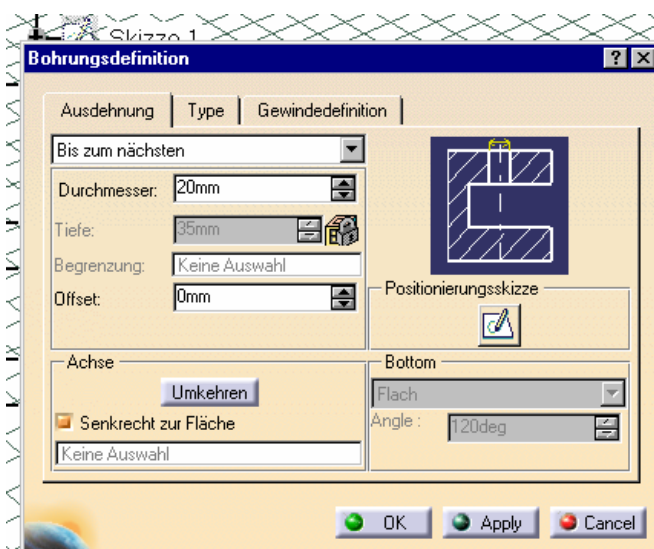 Skizze 1
Bohrungsdefinition
Ausdehnung Type Gewindedefinition
Bis zum nächsten
Durchmesser: 20mm
Tiefe: 35mm
Begrenzung: Keine Auswahl
Offset: 0mm
Positionierungsskizze
Achse
Umkehren
Senkrecht zur Fläche
Keine Auswahl
Bottom
Flach
Angle : 120deg
OK Apply Cancel